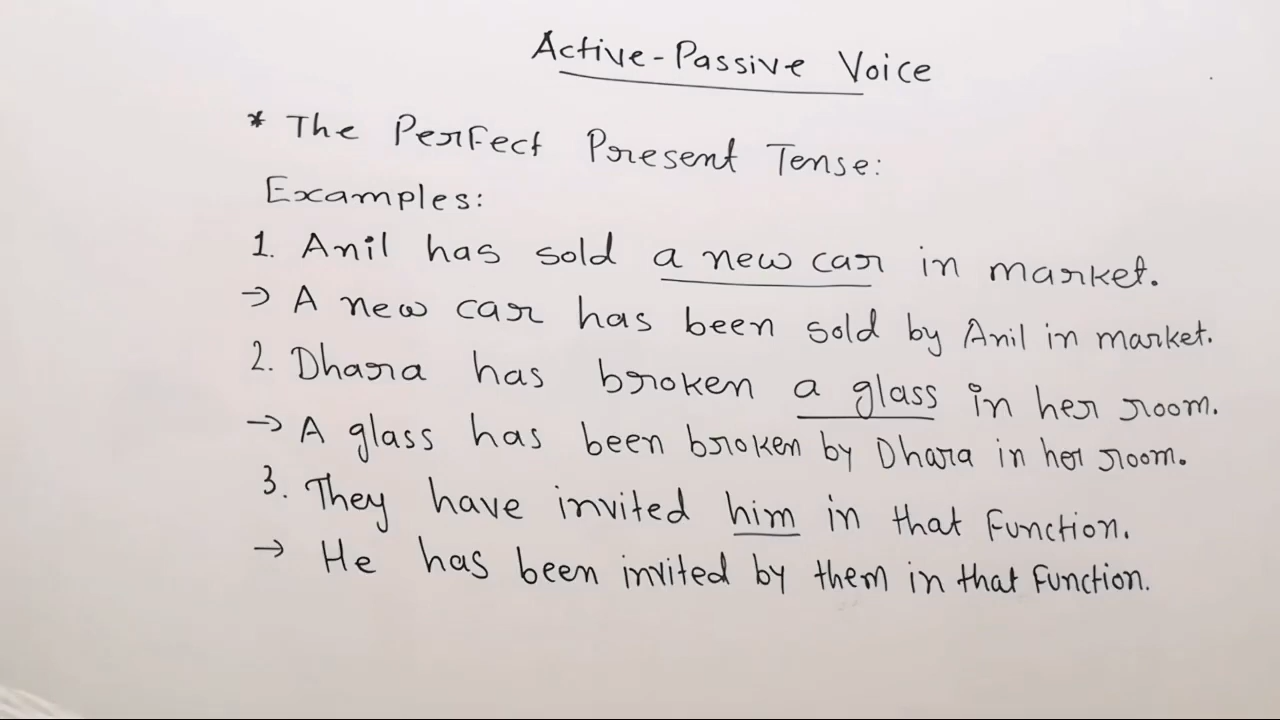 Active-Passive Voice
* The Perfect Present Tense:
Examples:
1. Anil has sold a new car in market.
→ A new car has been sold by Anil in market.
2. Dhara has broken a glass in her room.
→ A glass has been broken by Dhara in her room.
3. They have invited him in that Function.
→ He has been invited by them in that Function.